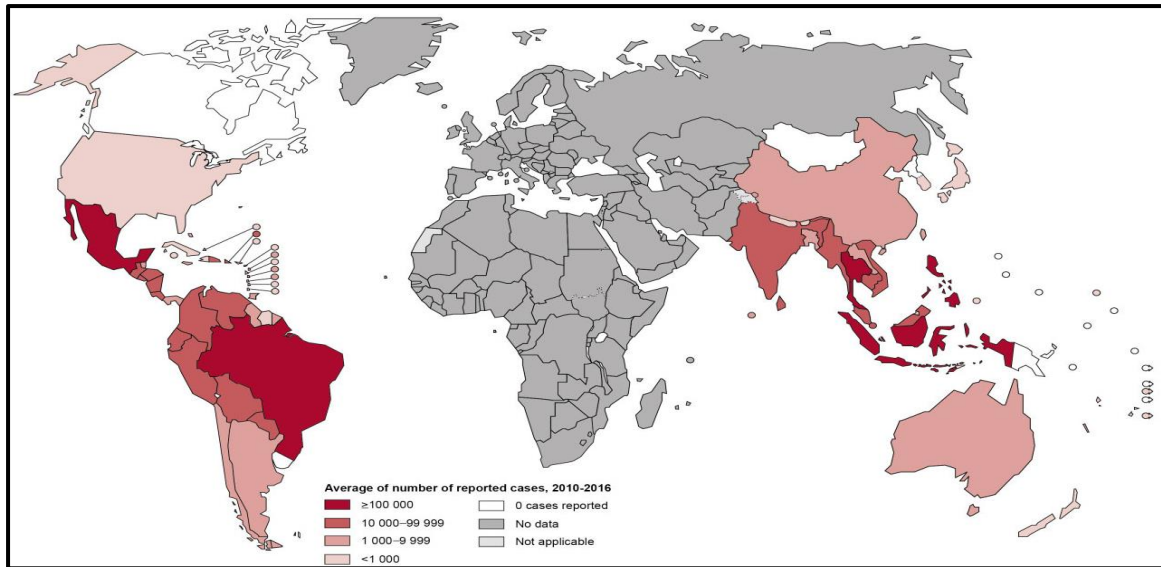 Average of number of reported cases, 2010-2016
≥100 000
10 000–99 999
1 000–9 999
<1 000
0 cases reported
No data
Not applicable